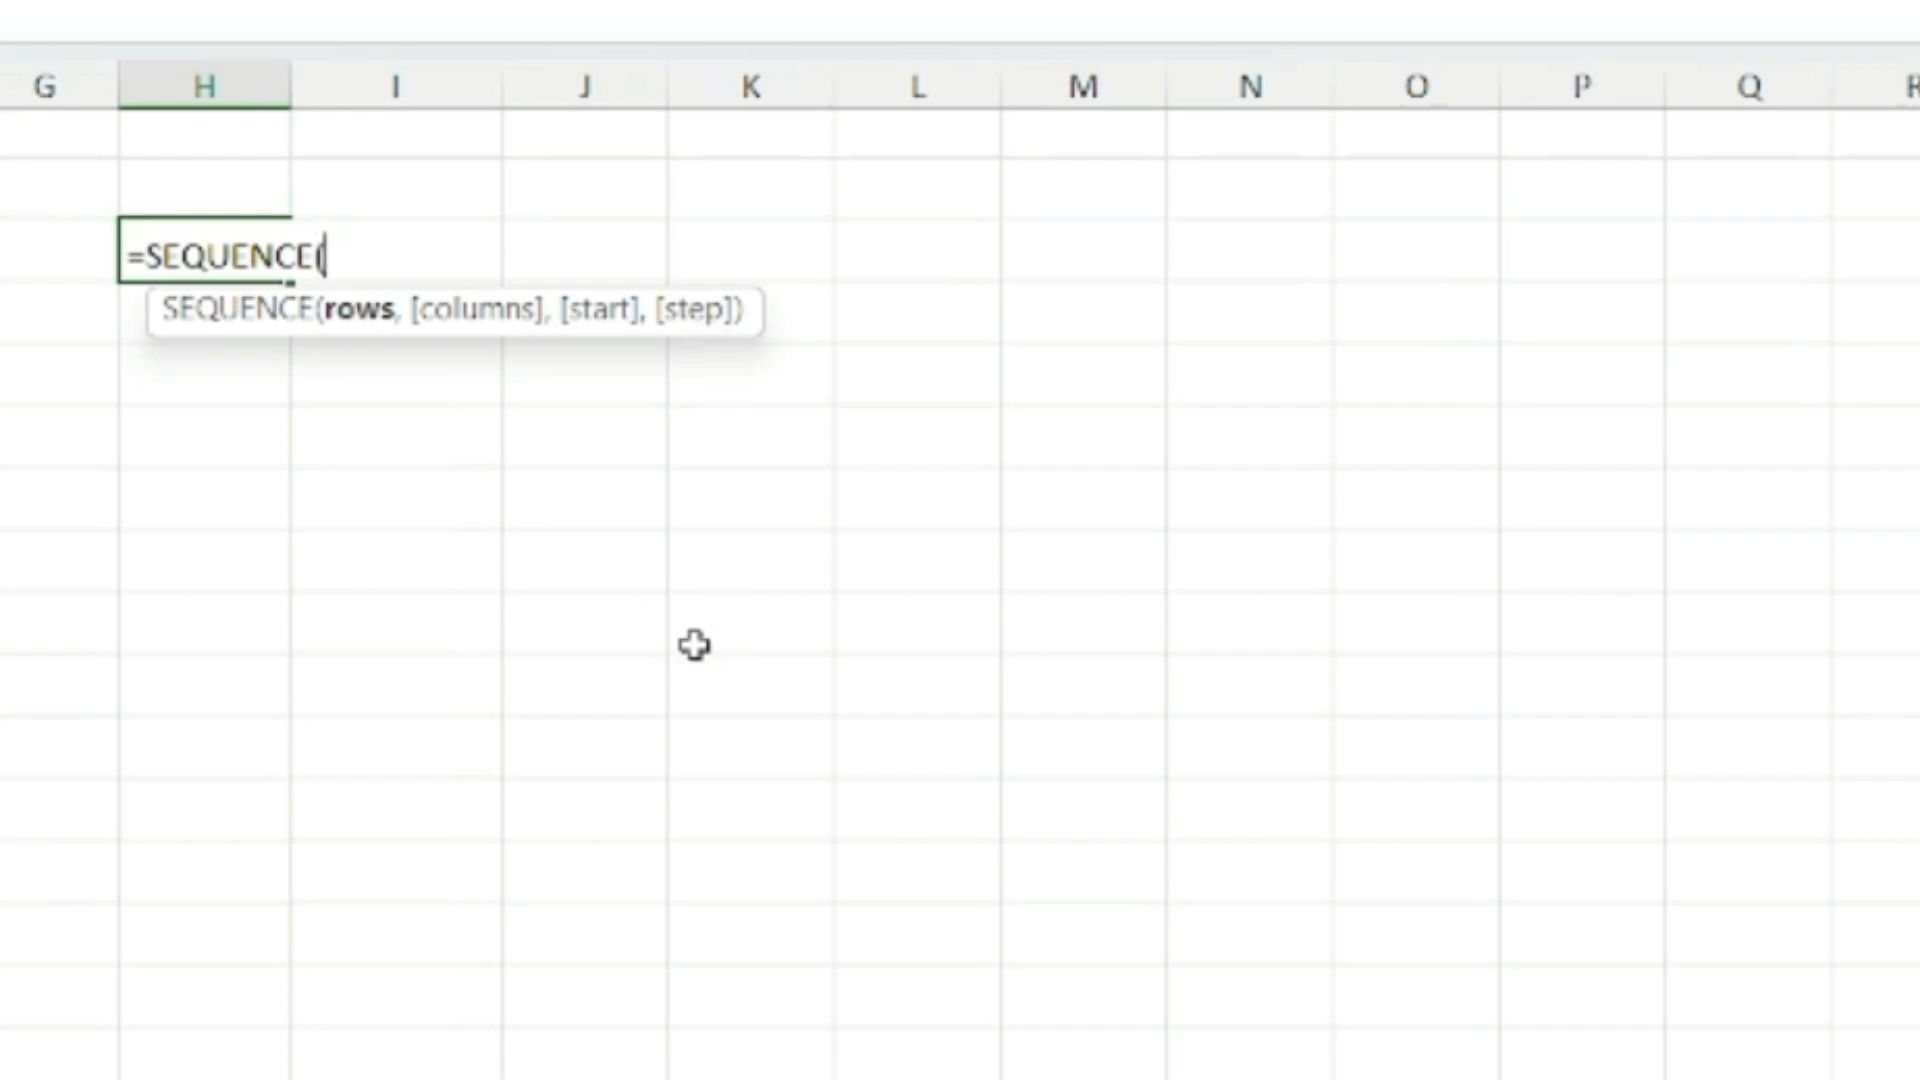 G H I J K L M N O P Q R
=SEQUENCE(
SEQUENCE(rows, [columns], [start], [step])